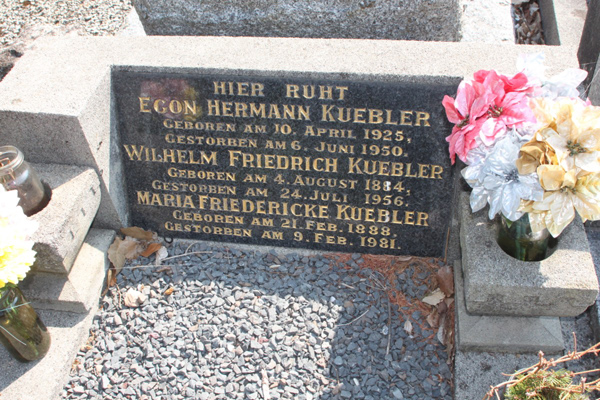 HIER RUHT
EGON HERMANN KUEBLER
GEBOREN AM 10. APRIL 1925,
GESTORBEN AM 6. JUNI 1950.
WILHELM FRIEDRICH KUEBLER
GEBOREN AM 4. AUGUST 1884,
GESTORBEN AM 24. JULI 1956.
MARIA FRIEDERICKE KUEBLER
GEBOREN AM 21. FEB. 1888.
GESTORBEN AM 9. FEB. 1981.